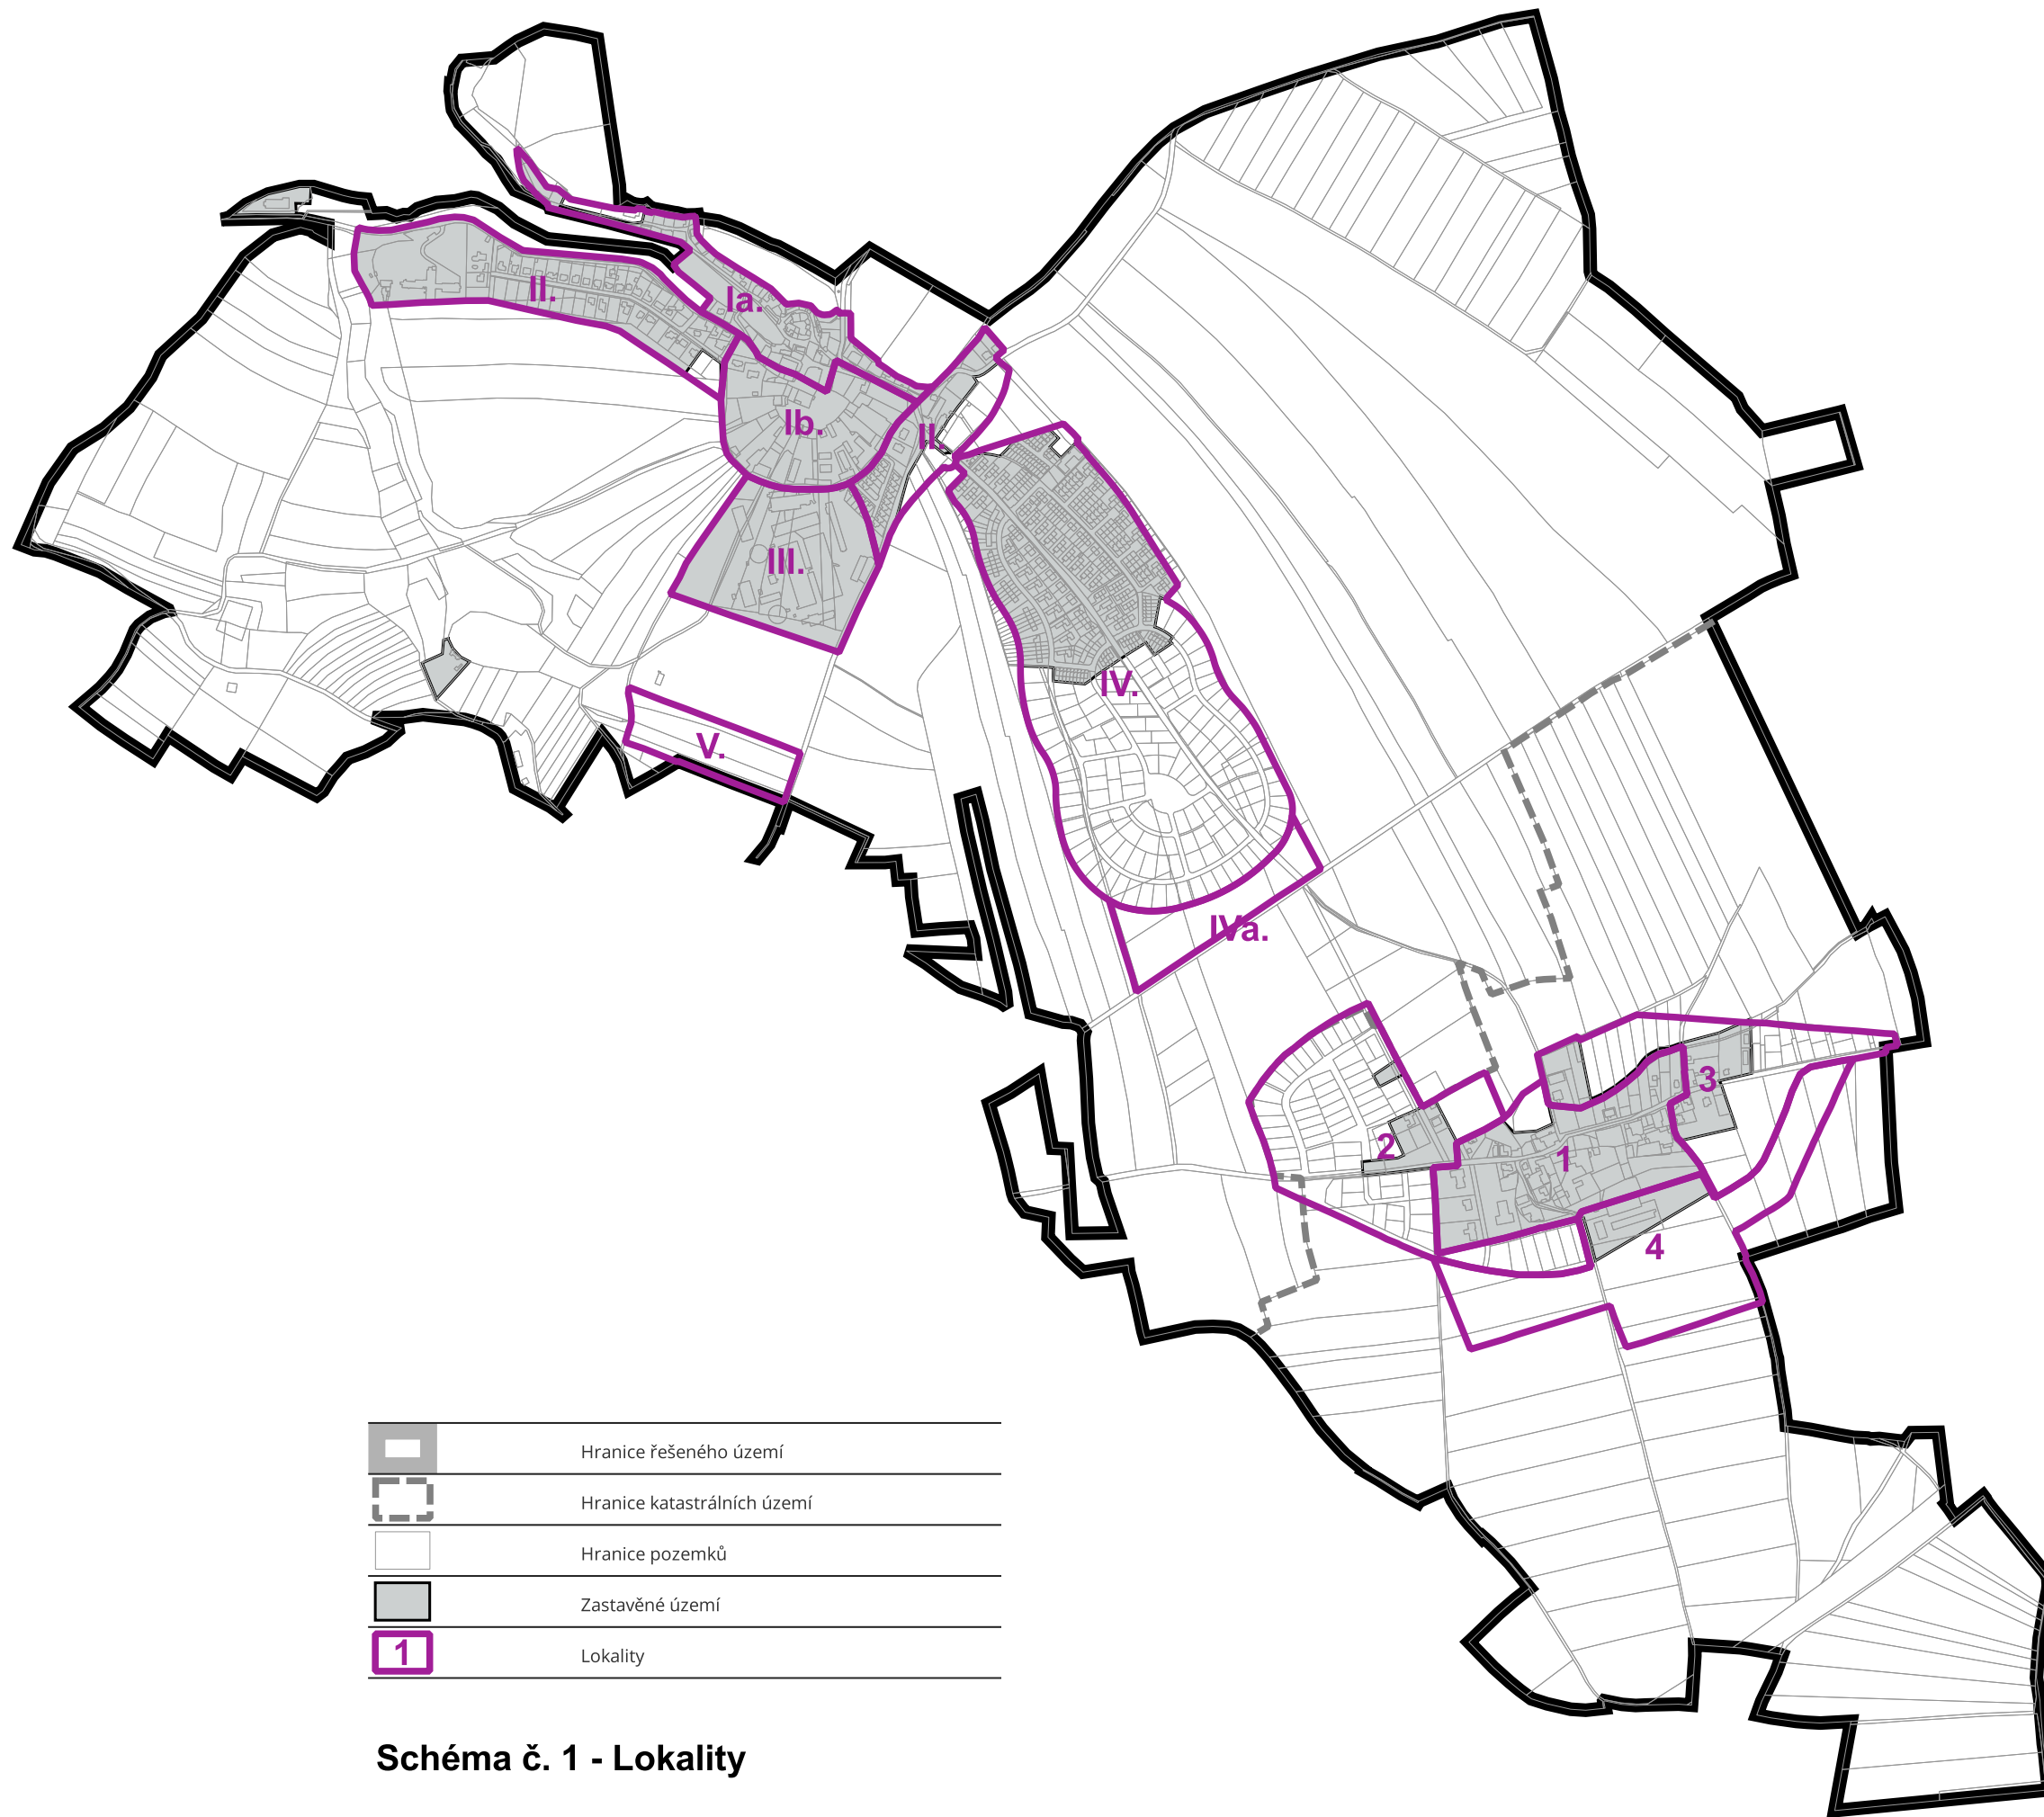 II.
Ia.
Ib.
II.
III.
IV.
V.
IVa.
3
2
1
4
Hranice řešeného území
Hranice katastrálních území
Hranice pozemků
Zastavěné území
1
Lokality
Schéma č. 1 - Lokality